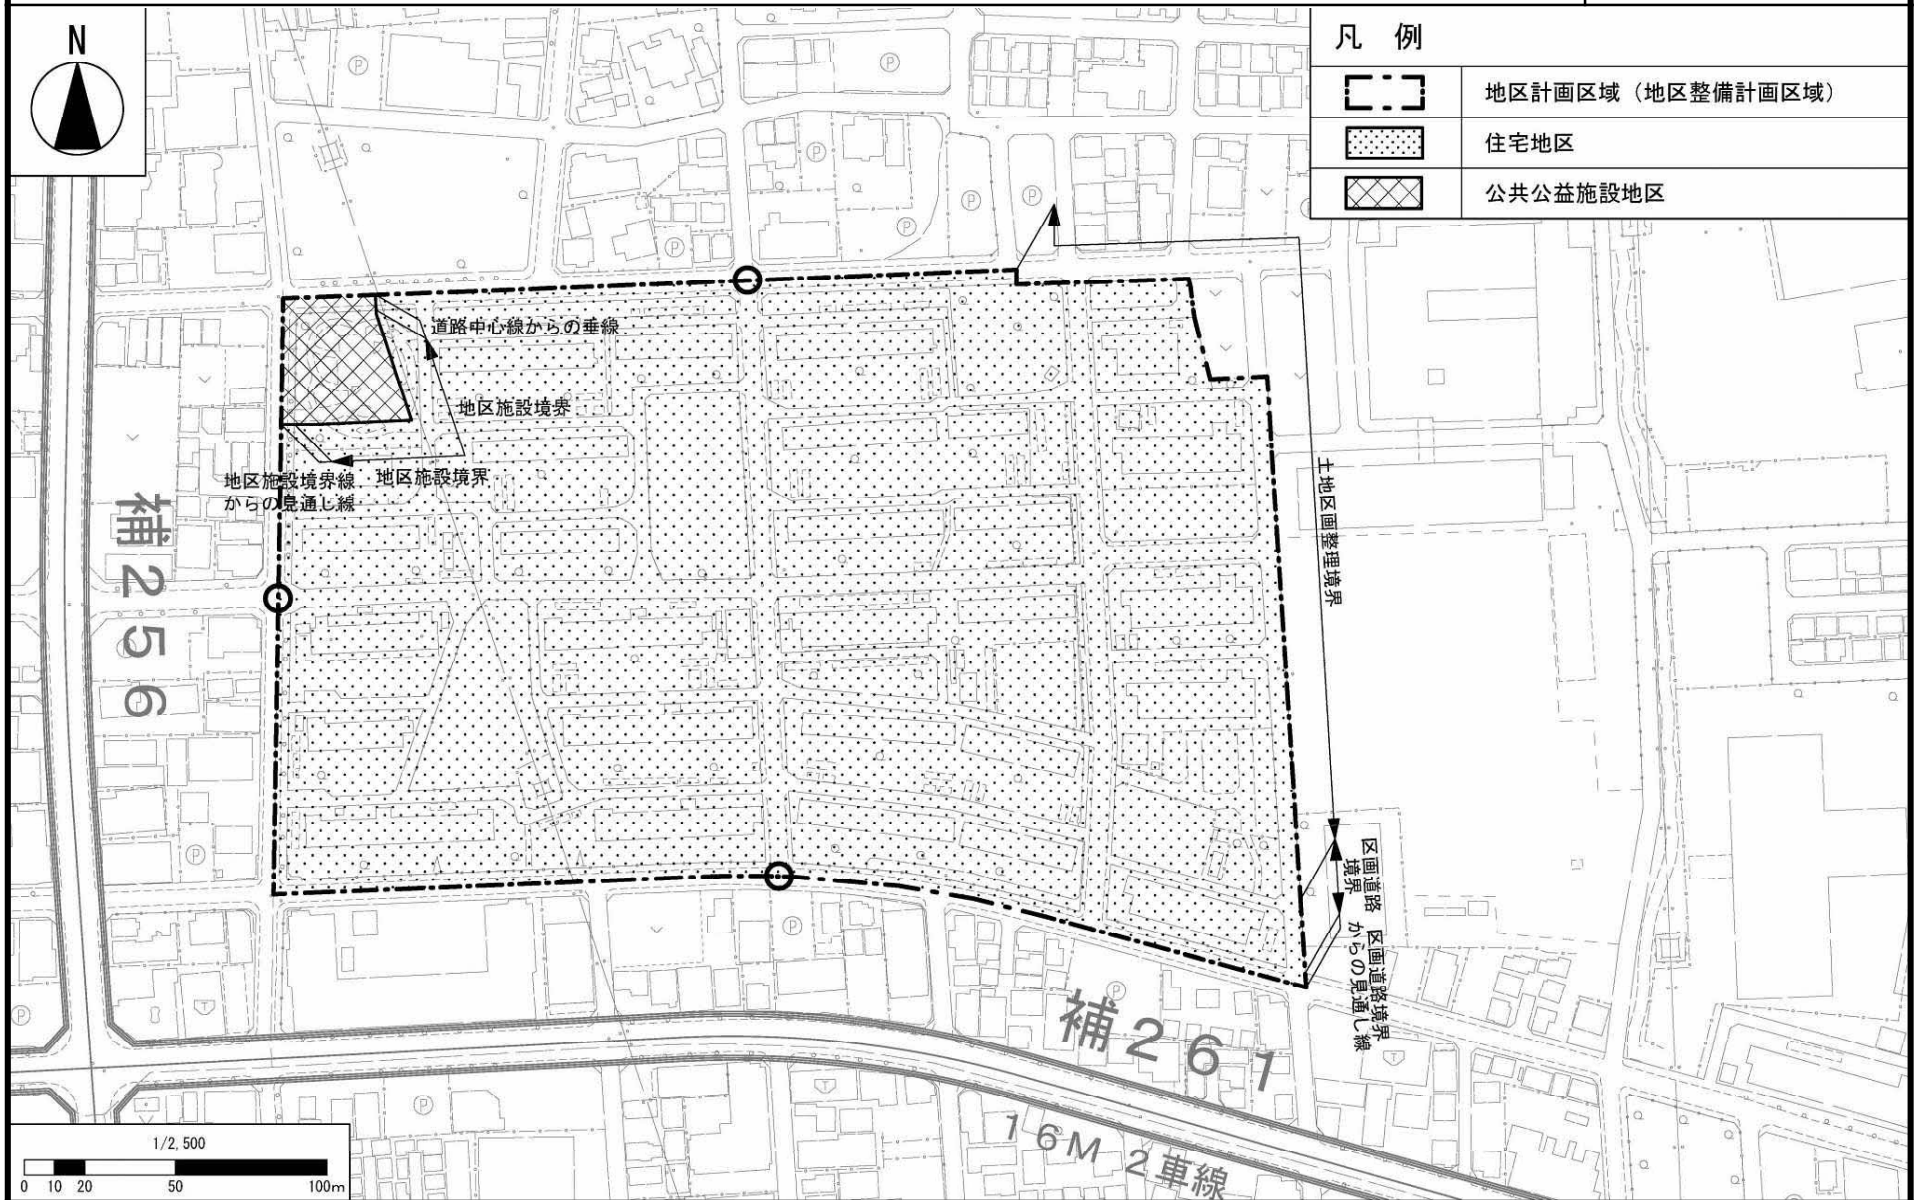 N
凡 例
地区計画区域（地区整備計画区域）
住宅地区
公共公益施設地区
道路中心線からの垂線
地区施設境界
地区施設境界
地区施設境界線
からの見通し線
土地区画整理境界
区画道路
境界
区画道路境界
からの見通し線
補256
補261
16M 2車線
1/2,500
0 10 20 50 100m